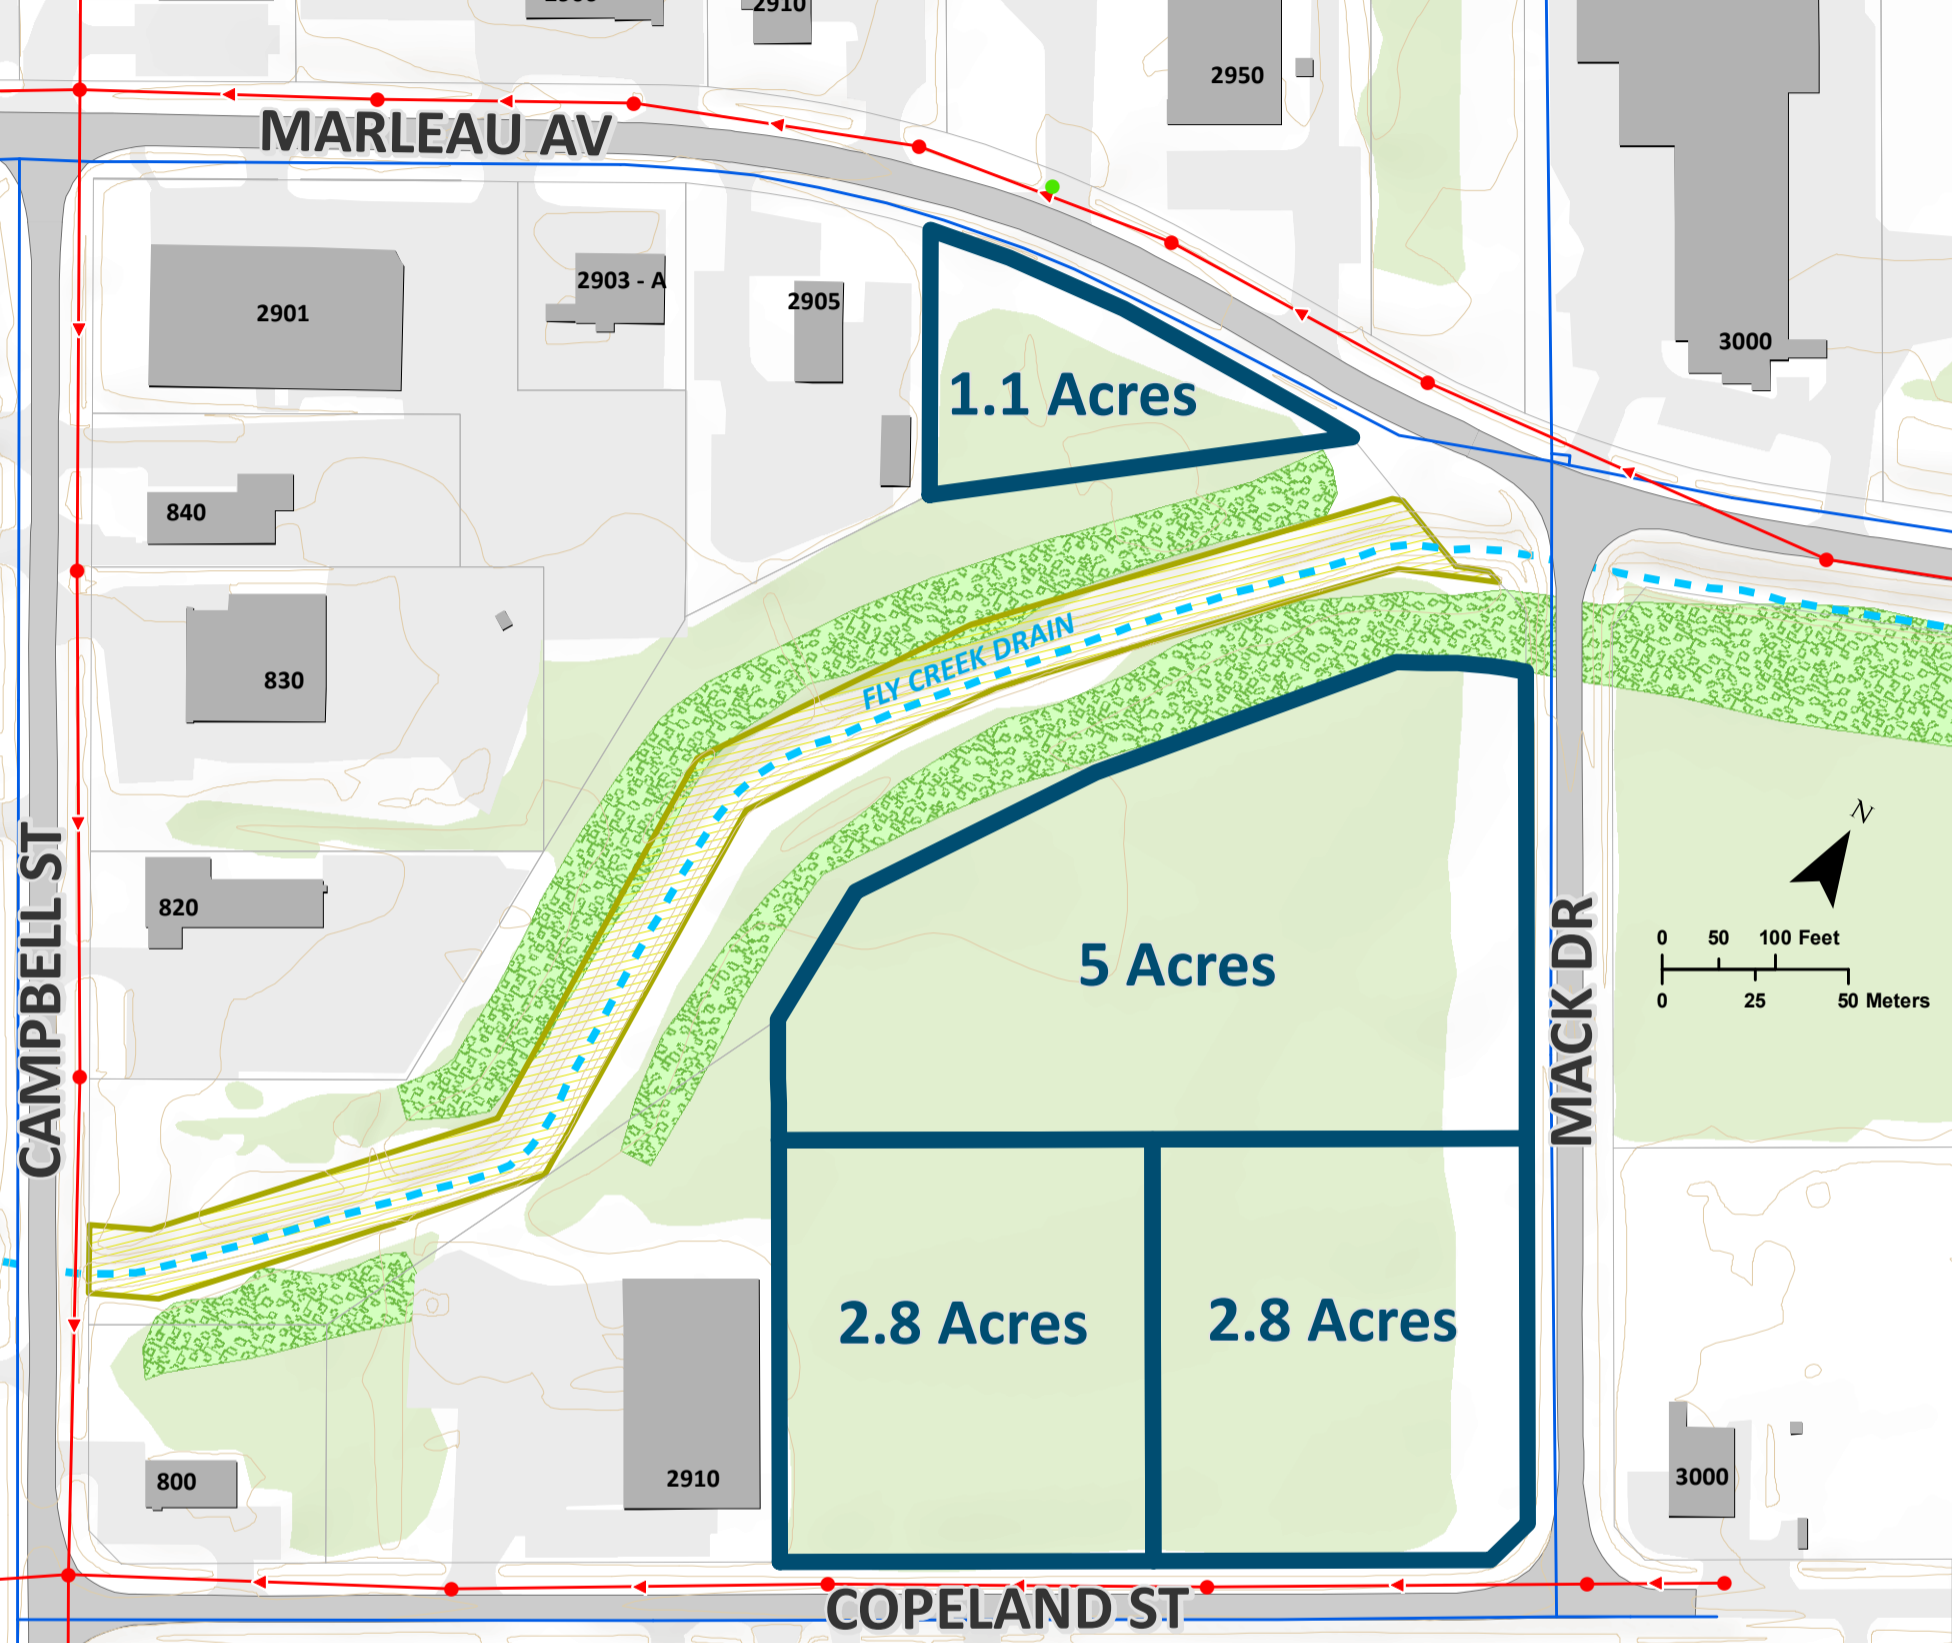 2910
2950
MARLEAU AV
2903 - A
2905
2901
3000
1.1 Acres
840
FLY CREEK DRAIN
830
N
CAMPBELL ST
820
MACK DR
0 50 100 Feet
5 Acres
0 25 50 Meters
2.8 Acres
2.8 Acres
2910
800
3000
COPELAND ST